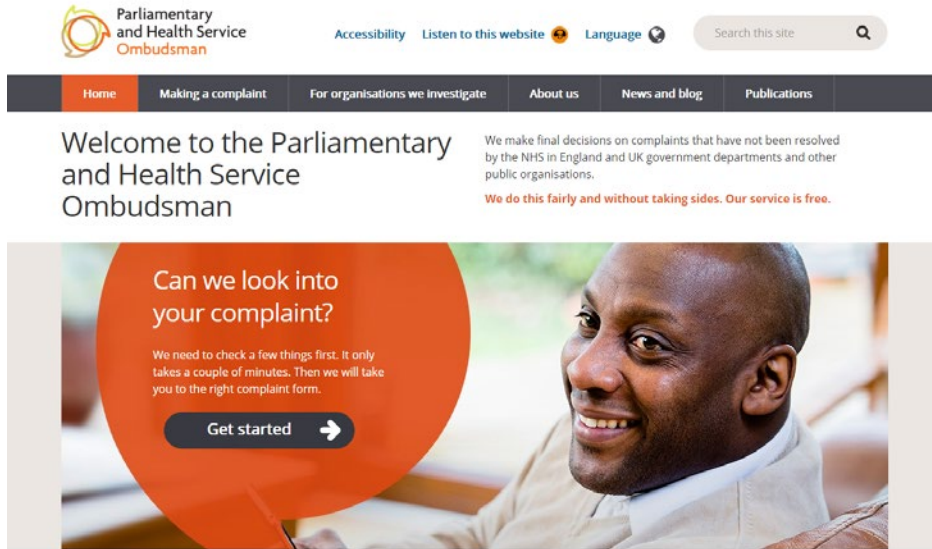 Parliamentary
and Health Service
Ombudsman
Accessibility
Listen to this website
Language
Search this site
Home
Making a complaint
For organisations we investigate
About us
News and blog
Publications
Welcome to the Parliamentary
and Health Service
Ombudsman
We make final decisions on complaints that have not been resolved
by the NHS in England and UK government departments and other
public organisations.
We do this fairly and without taking sides. Our service is free.
Can we look into
your complaint?
We need to check a few things first. It only
takes a couple of minutes. Then we will take
you to the right complaint form.
Get started